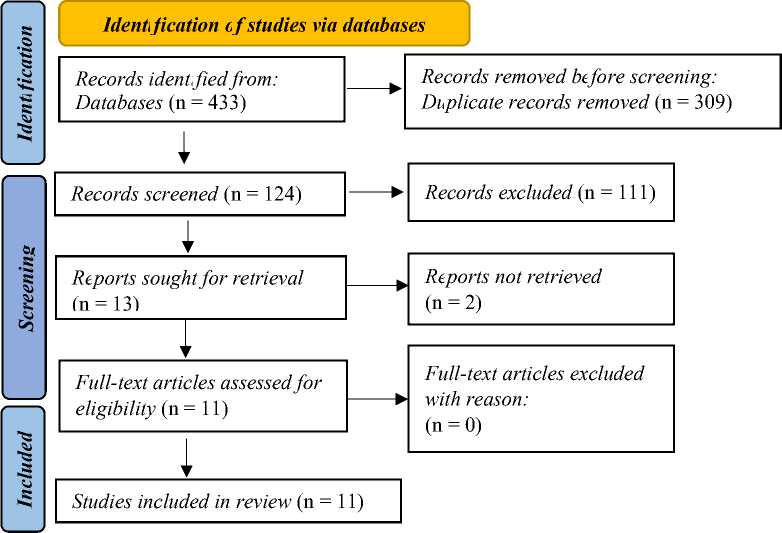 Identification of studies via databases
Identification
Records identified from:
Databases (n = 433)
Records removed before screening:
Duplicate records removed (n = 309)
Screening
Records screened (n = 124)
Records excluded (n = 111)
Reports sought for retrieval
(n = 13)
Reports not retrieved
(n = 2)
Full-text articles assessed for
eligibility (n = 11)
Full-text articles excluded
with reason:
(n = 0)
Included
Studies included in review (n = 11)